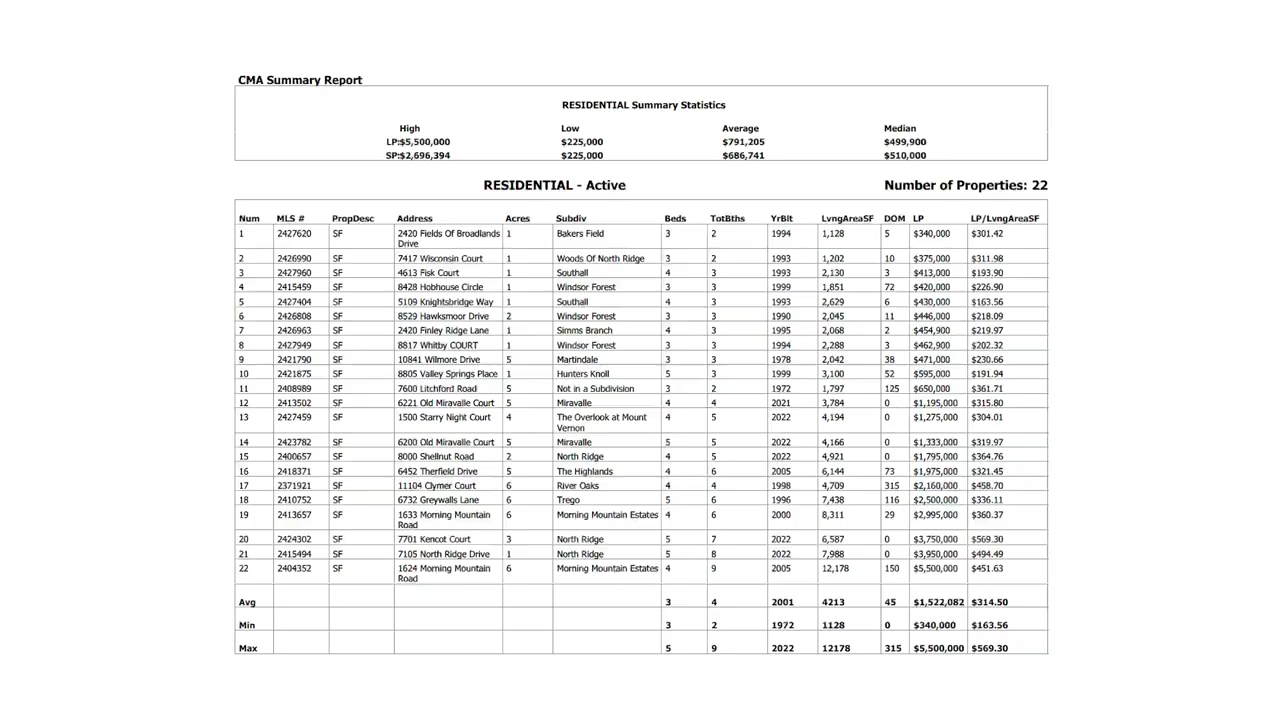 CMA Summary Report
RESIDENTIAL Summary Statistics
High Low Average Median
LP:$5,500,000 $225,000 $791,205 $499,900
SP:$2,696,394 $225,000 $686,741 $510,000
RESIDENTIAL - Active Number of Properties: 22
Num MLS # PropDesc Address Acres Subdiv Beds TotBths YrBlt LvngAreaSF DOM LP LP/LvngAreaSF
1 2427620 SF 2420 Fields Of Broadlands 1 Bakers Field 3 2 1994 1,128 5 $340,000 $301.42
Drive
2 2426990 SF 7417 Wisconsin Court 1 Woods Of North Ridge 3 2 1993 1,202 10 $375,000 $311.98
3 2427960 SF 4613 Fisk Court 1 Southall 4 3 1993 2,130 3 $413,000 $193.90
4 2415459 SF 8428 Hobhouse Circle 1 Windsor Forest 3 3 1999 1,851 72 $420,000 $226.90
5 2427404 SF 5109 Knightsbridge Way 1 Southall 4 3 1993 2,629 6 $430,000 $163.56
6 2426808 SF 8529 Hawksmoor Drive 2 Windsor Forest 3 3 1990 2,045 11 $446,000 $218.09
7 2426963 SF 2420 Finley Ridge Lane 1 Simms Branch 4 3 1995 2,068 2 $454,900 $219.97
8 2427949 SF 8817 Whitby COURT 1 Windsor Forest 3 3 1994 2,288 3 $462,900 $202.32
9 2421790 SF 10841 Wilmore Drive 5 Martindale 3 3 1978 2,042 38 $471,000 $230.66
10 2421875 SF 8805 Valley Springs Place 1 Hunters Knoll 5 3 1999 3,100 52 $595,000 $191.94
11 2408989 SF 7600 Litchford Road 5 Not in a Subdivision 3 2 1972 1,797 125 $650,000 $361.71
12 2413502 SF 6221 Old Miravalle Court 5 Miravalle 4 4 2021 3,784 0 $1,195,000 $315.80
13 2427459 SF 1500 Starry Night Court 4 The Overlook at Mount 4 5 2022 4,194 0 $1,275,000 $304.01
Vernon
14 2423782 SF 6200 Old Miravalle Court 5 Miravalle 5 5 2022 4,166 0 $1,333,000 $319.97
15 2400657 SF 8000 Shellnut Road 2 North Ridge 4 5 2022 4,921 0 $1,795,000 $364.76
16 2418371 SF 6452 Therfield Drive 5 The Highlands 4 6 2005 6,144 73 $1,975,000 $321.45
17 2371921 SF 11104 Clymer Court 6 River Oaks 4 4 1998 4,709 315 $2,160,000 $458.70
18 2410752 SF 6732 Greywalls Lane 6 Trego 5 6 1996 7,438 116 $2,500,000 $336.11
19 2413657 SF 1633 Morning Mountain 6 Morning Mountain Estates 4 6 2000 8,311 29 $2,995,000 $360.37
Road
20 2424302 SF 7701 Kencot Court 3 North Ridge 5 7 2022 6,587 0 $3,750,000 $569.30
21 2415494 SF 7105 North Ridge Drive 1 North Ridge 5 8 2022 7,988 0 $3,950,000 $494.49
22 2404352 SF 1624 Morning Mountain 6 Morning Mountain Estates 4 9 2005 12,178 150 $5,500,000 $451.63
Road
Avg 3 4 2001 4213 45 $1,522,082 $314.50
Min 3 2 1972 1128 0 $340,000 $163.56
Max 5 9 2022 12178 315 $5,500,000 $569.30